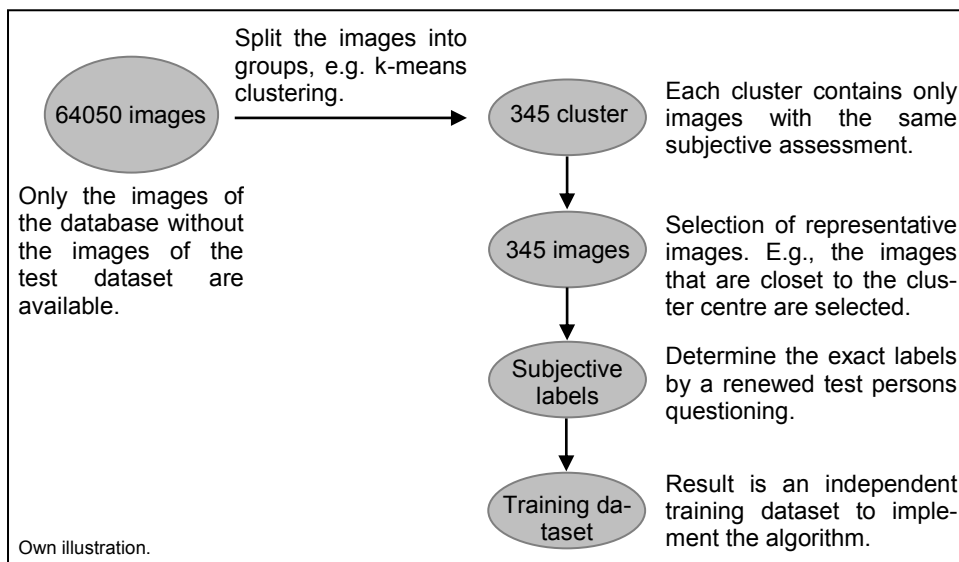 Split the images into
groups, e.g. k-means
clustering.
64050 images
345 cluster
Each cluster contains only
images with the same
subjective assessment.
Only the images of
the database without
the images of the
test dataset are
available.
345 images
Selection of representative
images. E.g., the images
that are closet to the clus-
ter centre are selected.
Subjective
labels
Determine the exact labels
by a renewed test persons
questioning.
Training da-
taset
Result is an independent
training dataset to imple-
ment the algorithm.
Own illustration.